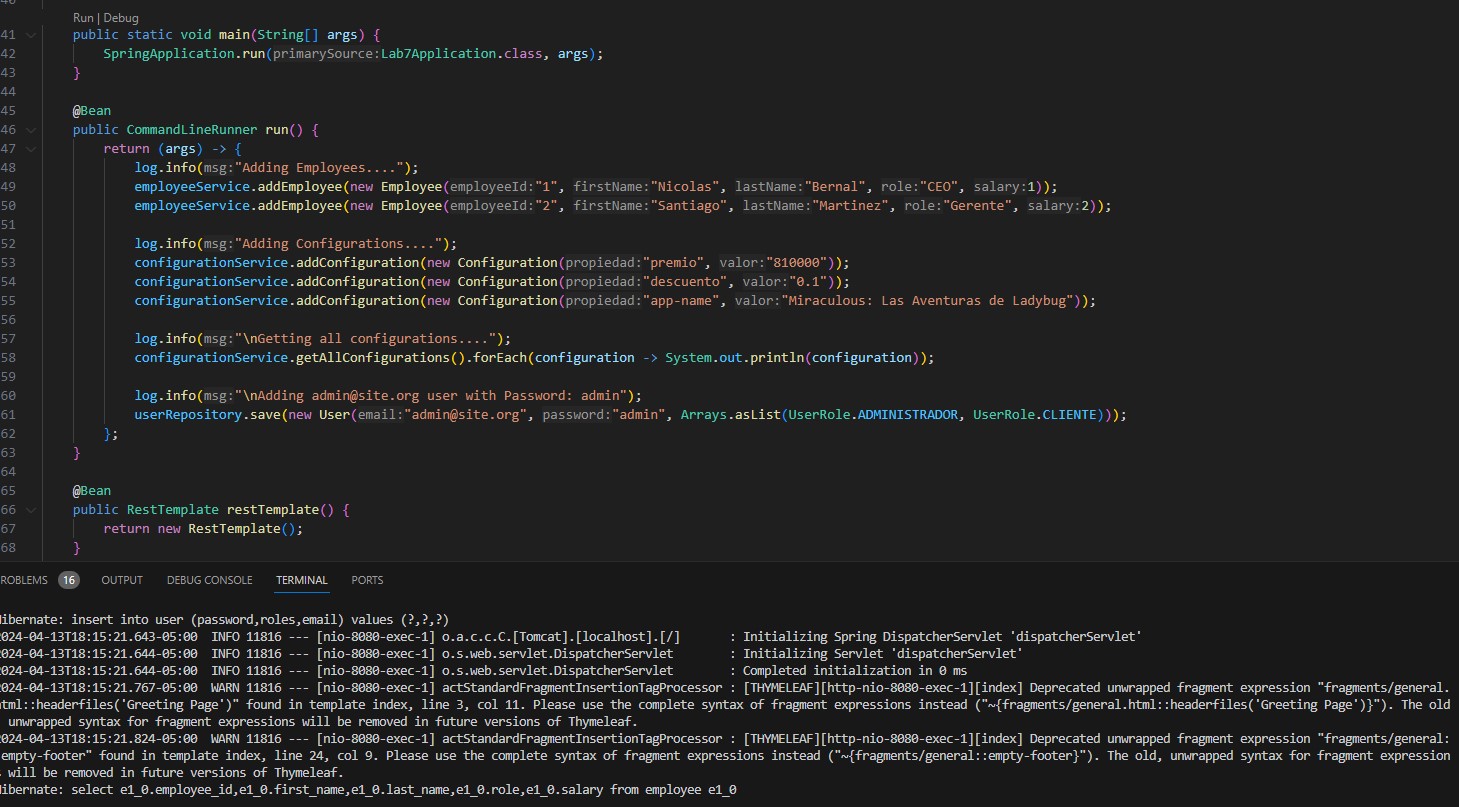 40
Run | Debug
41 public static void main(String[] args) {
42 SpringApplication.run(primarySource:Lab7Application.class, args);
43 }
44
45 @Bean
46 public CommandLineRunner run() {
47 return (args) -> {
48 log.info(msg:"Adding Employees....");
49 employeeService.addEmployee(new Employee(employeeId:"1", firstName:"Nicolas", lastName:"Bernal", role:"CEO", salary:1));
50 employeeService.addEmployee(new Employee(employeeId:"2", firstName:"Santiago", lastName:"Martinez", role:"Gerente", salary:2));
51
52 log.info(msg:"Adding Configurations....");
53 configurationService.addConfiguration(new Configuration(propiedad:"premio", valor:"810000"));
54 configurationService.addConfiguration(new Configuration(propiedad:"descuento", valor:"0.1"));
55 configurationService.addConfiguration(new Configuration(propiedad:"app-name", valor:"Miraculous: Las Aventuras de Ladybug"));
56
57 log.info(msg:"\nGetting all configurations....");
58 configurationService.getAllConfigurations().forEach(configuration -> System.out.println(configuration));
59
60 log.info(msg:"\nAdding admin@site.org user with Password: admin");
61 userRepository.save(new User(email:"admin@site.org", password:"admin", Arrays.asList(UserRole.ADMINISTRADOR, UserRole.CLIENTE)));
62 };
63 }
64
65 @Bean
66 public RestTemplate restTemplate() {
67 return new RestTemplate();
68 }
ROBLEMS 16 OUTPUT DEBUG CONSOLE TERMINAL PORTS
Hibernate: insert into user (password,roles,email) values (?,?,?)
2024-04-13T18:15:21.643-05:00 INFO 11816 --- [nio-8080-exec-1] o.a.c.c.C.[Tomcat].[localhost].[/] : Initializing Spring DispatcherServlet 'dispatcherServlet'
2024-04-13T18:15:21.644-05:00 INFO 11816 --- [nio-8080-exec-1] o.s.web.servlet.DispatcherServlet : Initializing Servlet 'dispatcherServlet'
2024-04-13T18:15:21.644-05:00 INFO 11816 --- [nio-8080-exec-1] o.s.web.servlet.DispatcherServlet : Completed initialization in 0 ms
2024-04-13T18:15:21.767-05:00 WARN 11816 --- [nio-8080-exec-1] actStandardFragmentInsertionTagProcessor : [THYMELEAF][http-nio-8080-exec-1][index] Deprecated unwrapped fragment expression "fragments/general.
html::headerfiles('Greeting Page')" found in template index, line 3, col 11. Please use the complete syntax of fragment expressions instead ("~{fragments/general.html::headerfiles('Greeting Page')}"). The old
, unwrapped syntax for fragment expressions will be removed in future versions of Thymeleaf.
2024-04-13T18:15:21.824-05:00 WARN 11816 --- [nio-8080-exec-1] actStandardFragmentInsertionTagProcessor : [THYMELEAF][http-nio-8080-exec-1][index] Deprecated unwrapped fragment expression "fragments/general:
:empty-footer" found in template index, line 24, col 9. Please use the complete syntax of fragment expressions instead ("~{fragments/general::empty-footer}"). The old, unwrapped syntax for fragment expression
s will be removed in future versions of Thymeleaf.
Hibernate: select e1_0.employee_id,e1_0.first_name,e1_0.last_name,e1_0.role,e1_0.salary from employee e1_0